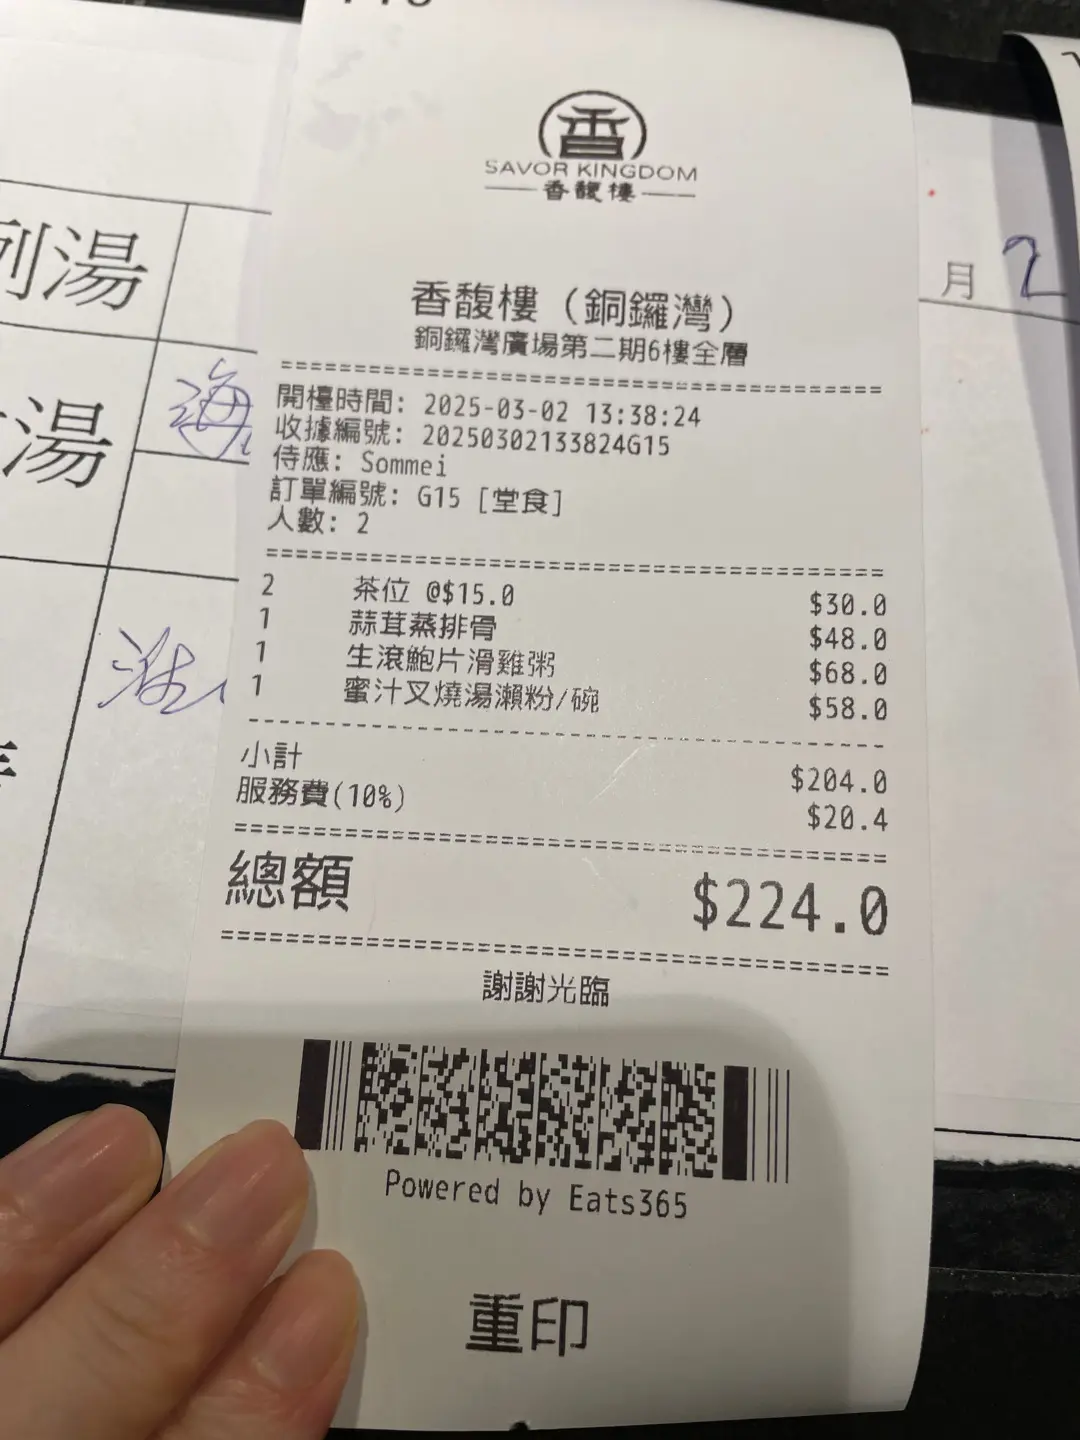 香
SAVOR KINGDOM
香馥樓
香馥樓（銅鑼灣）
銅鑼灣廣場第二期6樓全層
開檯時間: 2025-03-02 13:38:24
收據編號: 20250302133824G15
侍應: Sommei
訂單編號: G15 [堂食]
人數: 2
2 茶位 @$15.0 $30.0
1 蒜茸蒸排骨 $48.0
1 生滾鮑片滑雞粥 $68.0
1 蜜汁叉燒湯瀨粉/碗 $58.0
小計 $204.0
服務費(10%) $20.4
總額 $224.0
謝謝光臨
Powered by Eats365
重印
例湯
湯
海
月 2